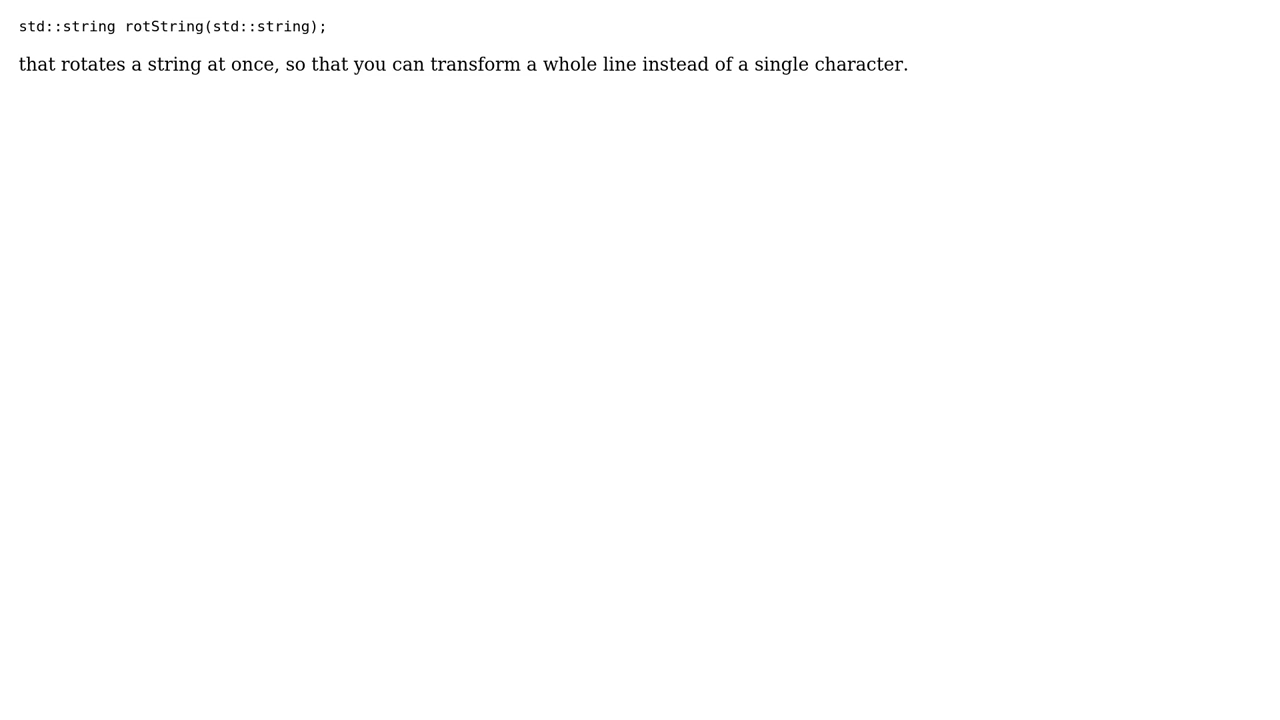 std::string rotString(std::string);
that rotates a string at once, so that you can transform a whole line instead of a single character.